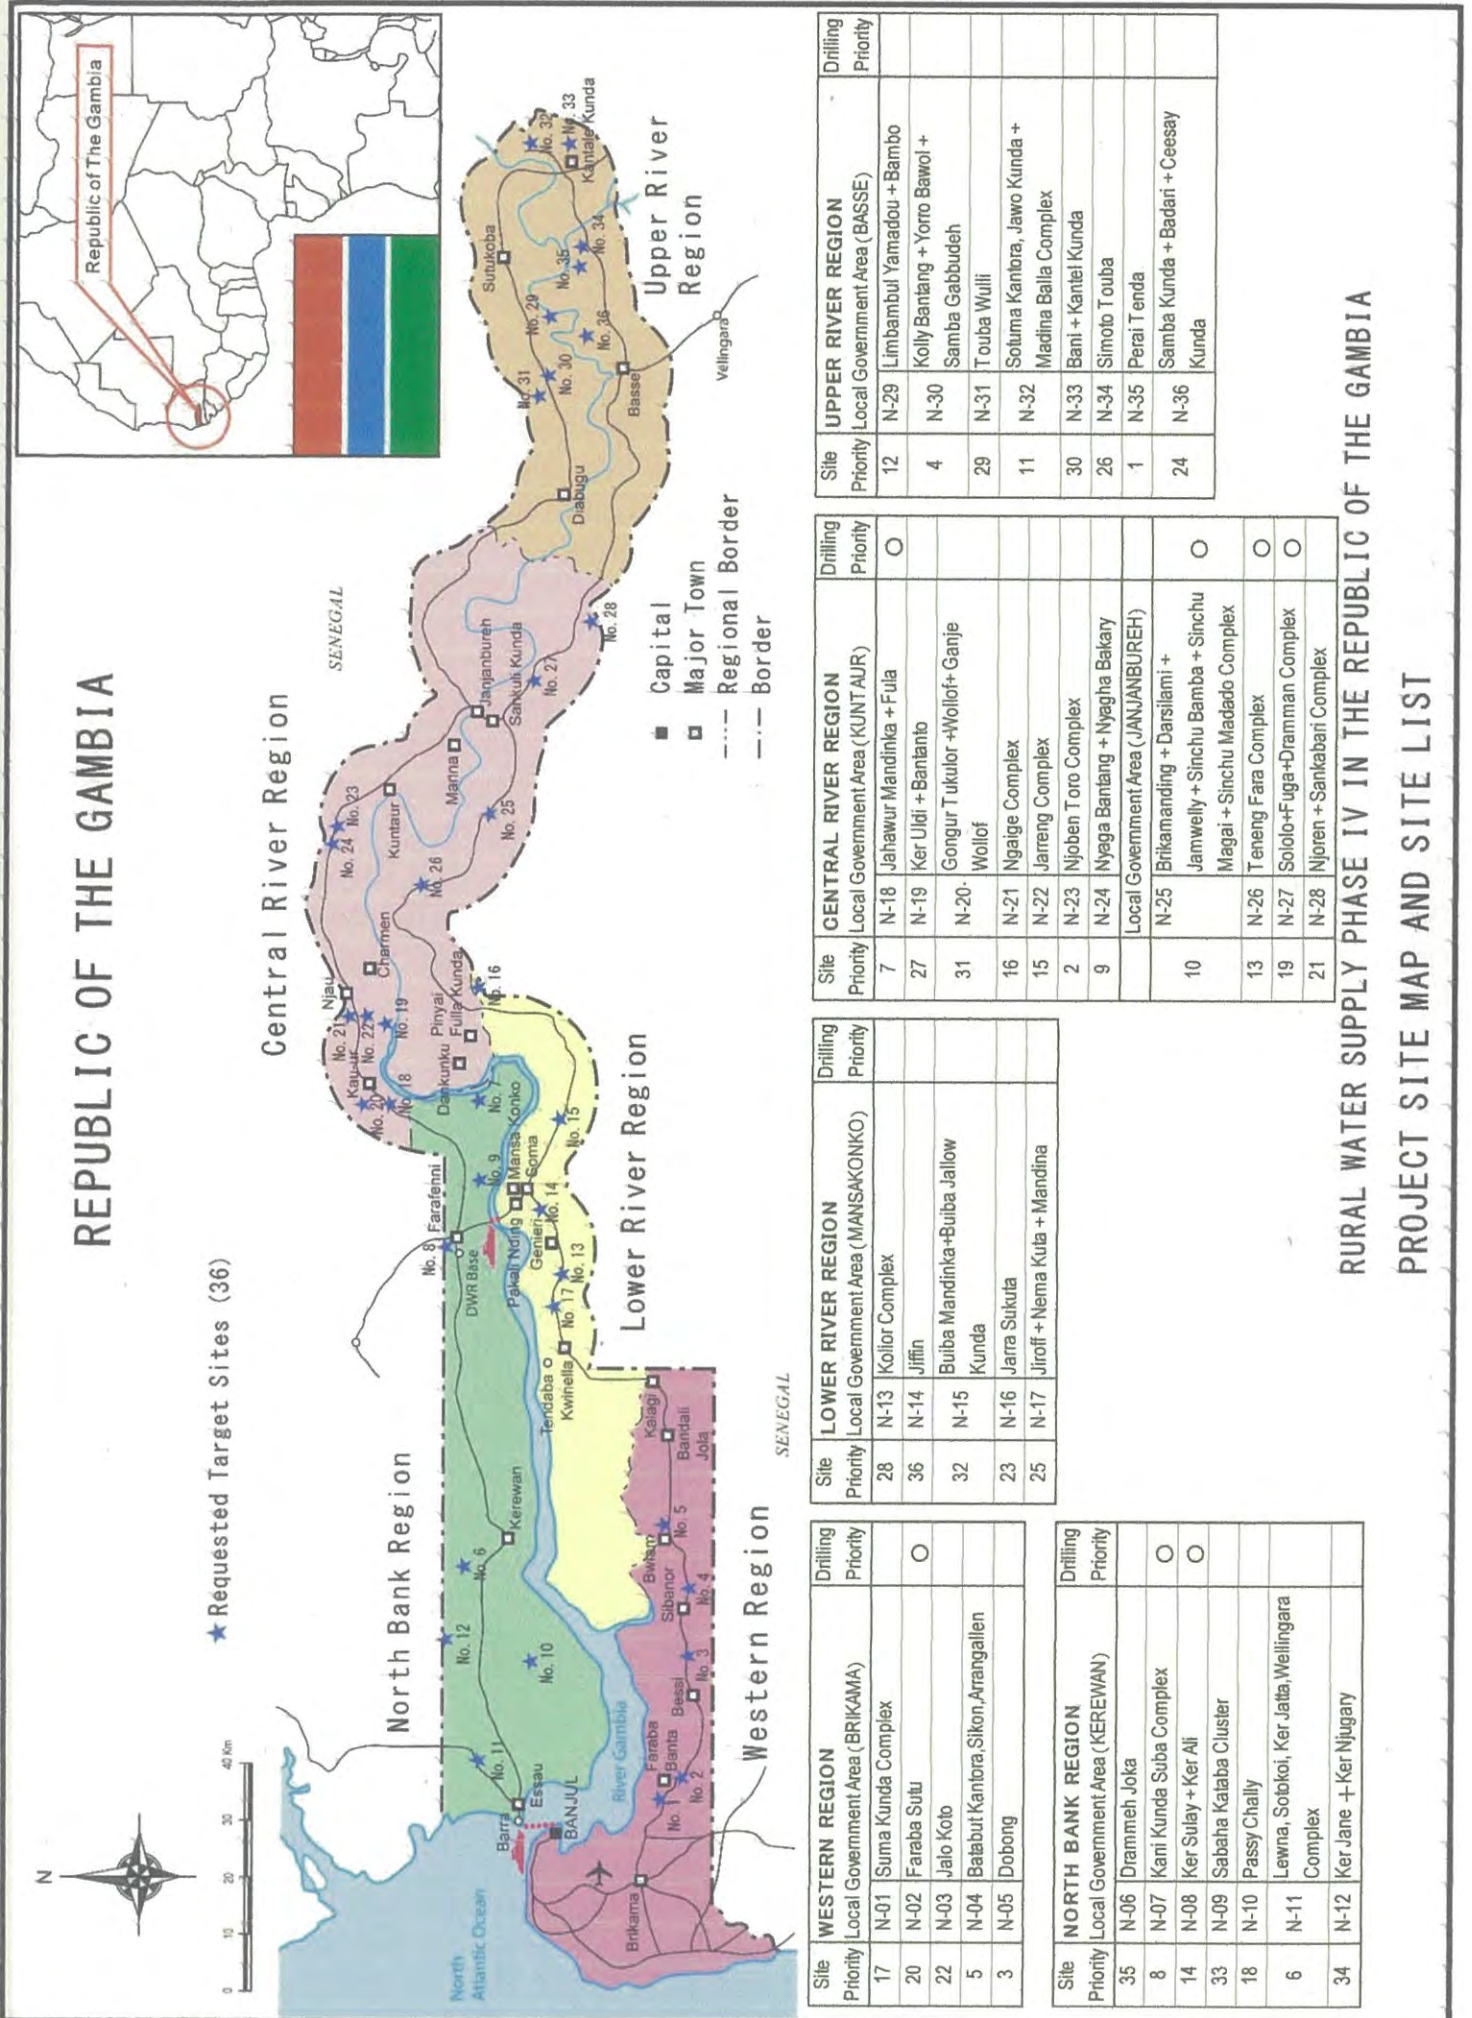 REPUBLIC OF THE GAMBIA
Republic of The Gambia
N
0 10 20 30 40 Km
★ Requested Target Sites (36)
North Bank Region
Central River Region
Lower River Region
Upper River
Region
Western Region
SENEGAL
SENEGAL
North
Atlantic Ocean
River Gambia
Barra
Essau
BANJUL
Brikama
Faraba
Banta
Bessi
Sibanor
Bwiam
Bandali
Jola
Kalagi
Kerewan
Tendaba
Kwinella
Genieri
Pakali Nding
Mansa Konko
Soma
Farafenni
DWR Base
Kau-ur
Njau
Charmen
Dankunku
Pinyai
Fulla Kunda
Kuntaur
Manna
Janjanbureh
Sankuli Kunda
Diabugu
Basse
Sutukoba
Kantale Kunda
Velingara
No. 1
No. 2
No. 3
No. 4
No. 5
No. 6
No. 7
No. 8
No. 9
No. 10
No. 11
No. 12
No. 13
No. 14
No. 15
No. 16
No. 17
No. 18
No. 19
No. 20
No. 21
No. 22
No. 23
No. 24
No. 25
No. 26
No. 27
No. 28
No. 29
No. 30
No. 31
No. 32
No. 33
No. 34
No. 35
No. 36
Capital
Major Town
Regional Border
Border
Site WESTERN REGION Drilling
Priority Local Government Area (BRIKAMA) Priority
17 N-01 Suma Kunda Complex
20 N-02 Faraba Sutu ○
22 N-03 Jalo Koto
5 N-04 Batabut Kantora,Sikon,Arrangallen
3 N-05 Dobong
Site NORTH BANK REGION Drilling
Priority Local Government Area (KEREWAN) Priority
35 N-06 Drammeh Joka
8 N-07 Kani Kunda Suba Complex ○
14 N-08 Ker Sulay + Ker Ali ○
33 N-09 Sabaha Kataba Cluster
18 N-10 Passy Chally
6 N-11 Lewna, Sobokoi, Ker Jatta,Wellingara
Complex
34 N-12 Ker Jane + Ker Njugary
Site LOWER RIVER REGION Drilling
Priority Local Government Area (MANSAKONKO) Priority
28 N-13 Kolior Complex
36 N-14 Jiffin
32 N-15 Buiba Mandinka+Buiba Jallow
Kunda
23 N-16 Jarra Sukuta
25 N-17 Jiroff + Nema Kuta + Mandina
Site CENTRAL RIVER REGION Drilling
Priority Local Government Area (KUNTAUR) Priority
7 N-18 Jahawur Mandinka + Fula ○
27 N-19 Ker Uldi + Bantanto
31 N-20· Gongur Tukulor +Wollof+ Ganje
Wollof
16 N-21 Ngaige Complex
15 N-22 Jarreng Complex
2 N-23 Njoben Toro Complex
9 N-24 Nyaga Bantang + Nyagha Bakary
Local Government Area (JANJANBUREH)
10 N-25 Brikamanding + Darsilami +
Jamwelly + Sinchu Bamba + Sinchu ○
Magai + Sinchu Madado Complex
13 N-26 Teneng Fara Complex ○
19 N-27 Sololo+Fuga+Dramman Complex ○
21 N-28 Njoren + Sankabari Complex
Site UPPER RIVER REGION Drilling
Priority Local Government Area (BASSE) Priority
12 N-29 Limbambul Yamadou + Bambo
4 N-30 Kolly Bantang + Yorro Bawol +
Samba Gabbudeh
29 N-31 Touba Wulli
11 N-32 Sotuma Kantora, Jawo Kunda +
Madina Balla Complex
30 N-33 Bani + Kantel Kunda
26 N-34 Simoto Touba
1 N-35 Perai Tenda
24 N-36 Samba Kunda + Badari + Ceesay
Kunda
RURAL WATER SUPPLY PHASE IV IN THE REPUBLIC OF THE GAMBIA
PROJECT SITE MAP AND SITE LIST